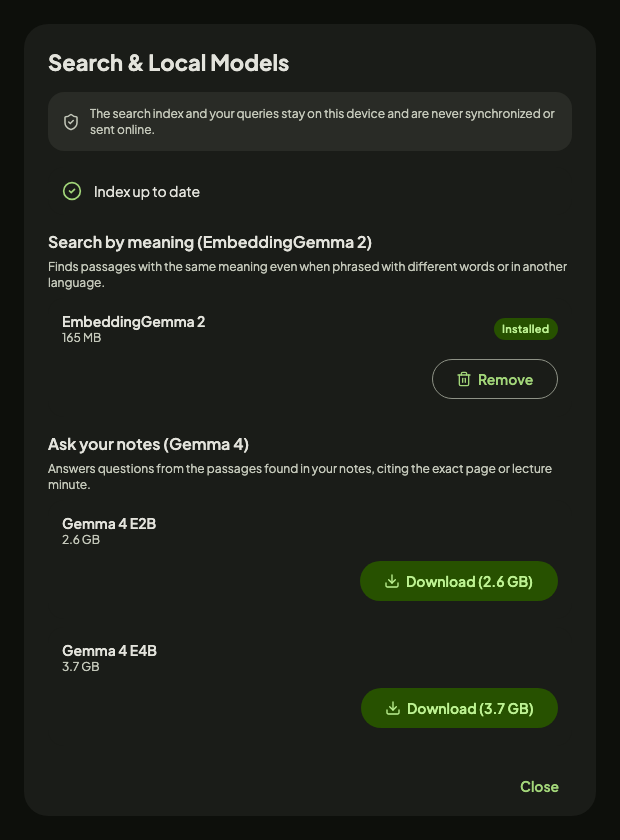 Search & Local Models
The search index and your queries stay on this device and are never synchronized or
sent online.
Index up to date
Search by meaning (EmbeddingGemma 2)
Finds passages with the same meaning even when phrased with different words or in another
language.
EmbeddingGemma 2
165 MB
Installed
Remove
Ask your notes (Gemma 4)
Answers questions from the passages found in your notes, citing the exact page or lecture
minute.
Gemma 4 E2B
2.6 GB
Download (2.6 GB)
Gemma 4 E4B
3.7 GB
Download (3.7 GB)
Close